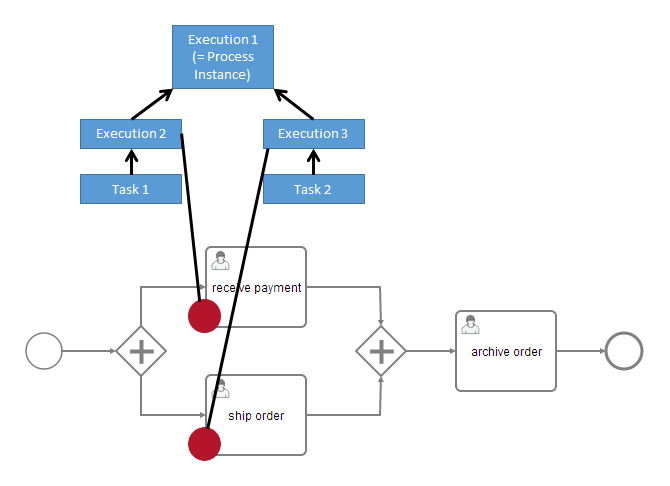 Execution 1
(= Process
Instance)
Execution 2
Execution 3
Task 1
Task 2
receive payment
archive order
ship order